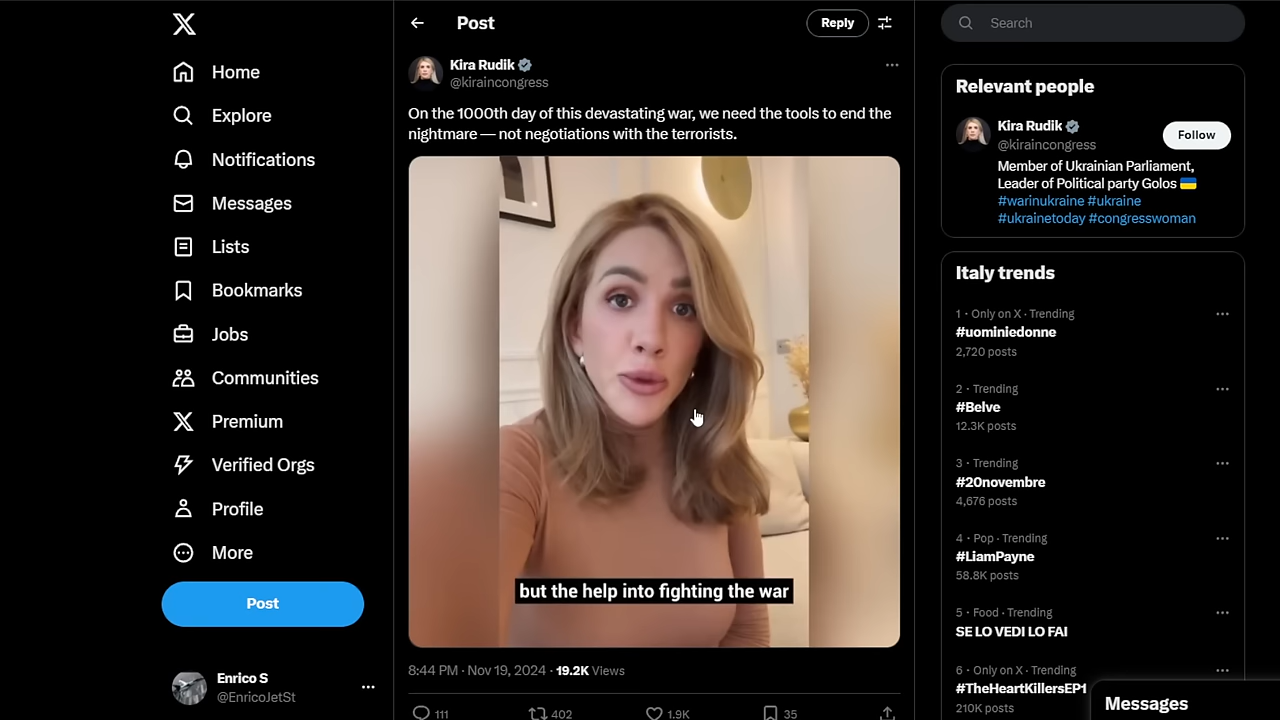 Home
Explore
Notifications
Messages
Lists
Bookmarks
Jobs
Communities
Premium
Verified Orgs
Profile
More
Post
Enrico S
@EnricoJetSt
Post
Reply
Kira Rudik
@kiraincongress
On the 1000th day of this devastating war, we need the tools to end the
nightmare — not negotiations with the terrorists.
but the help into fighting the war
8:44 PM · Nov 19, 2024 · 19.2K Views
111 402 1.9K 35
Search
Relevant people
Kira Rudik
@kiraincongress
Follow
Member of Ukrainian Parliament,
Leader of Political party Golos 🇺🇦
#warinukraine #ukraine
#ukrainetoday #congresswoman
Italy trends
1 · Only on X · Trending
#uominiedonne
2,720 posts
2 · Trending
#Belve
12.3K posts
3 · Trending
#20novembre
4,676 posts
4 · Pop · Trending
#LiamPayne
58.8K posts
5 · Food · Trending
SE LO VEDI LO FAI
6 · Only on X · Trending
#TheHeartKillersEP1
210K posts
Messages